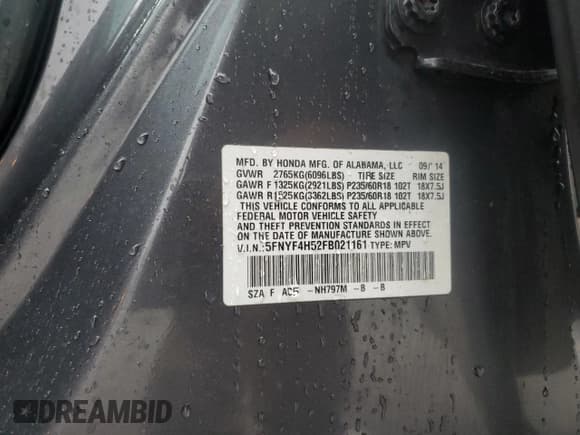 MFD. BY HONDA MFG. OF ALABAMA, LLC 09/14
GVWR 2765KG(6096LBS) TIRE SIZE RIM SIZE
GAWR F 1325KG(2921LBS) P235/60R18 102T 18X7.5J
GAWR R 1525KG(3362LBS) P235/60R18 102T 18X7.5J
THIS VEHICLE CONFORMS TO ALL APPLICABLE
FEDERAL MOTOR VEHICLE SAFETY
AND THEFT PREVENTION STANDARDS IN EFFECT
ON THE DATE OF MANUFACTURE SHOWN ABOVE.
V.I.N.:5FNYF4H52FB021161 TYPE: MPV
SZA F -NH797M -B -B
DREAMBID